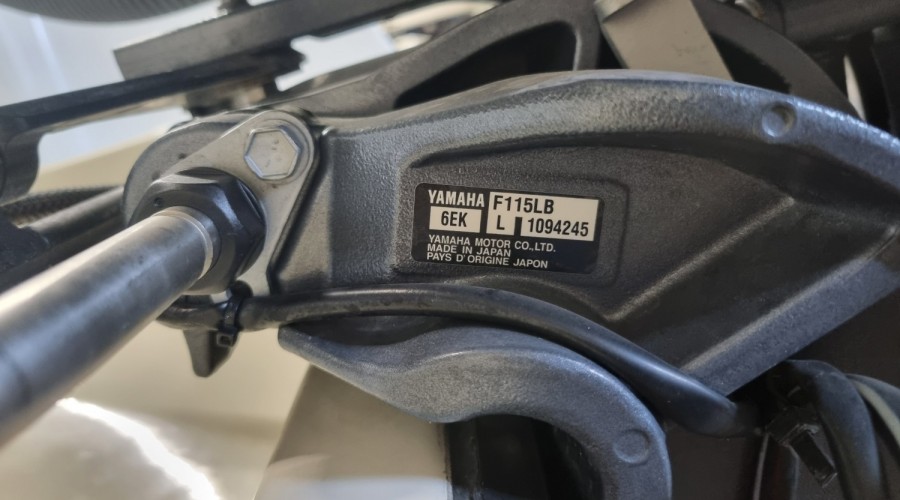 YAMAHA F115LB
6EK L 1094245
YAMAHA MOTOR CO.,LTD.
MADE IN JAPAN
PAYS D'ORIGINE JAPON